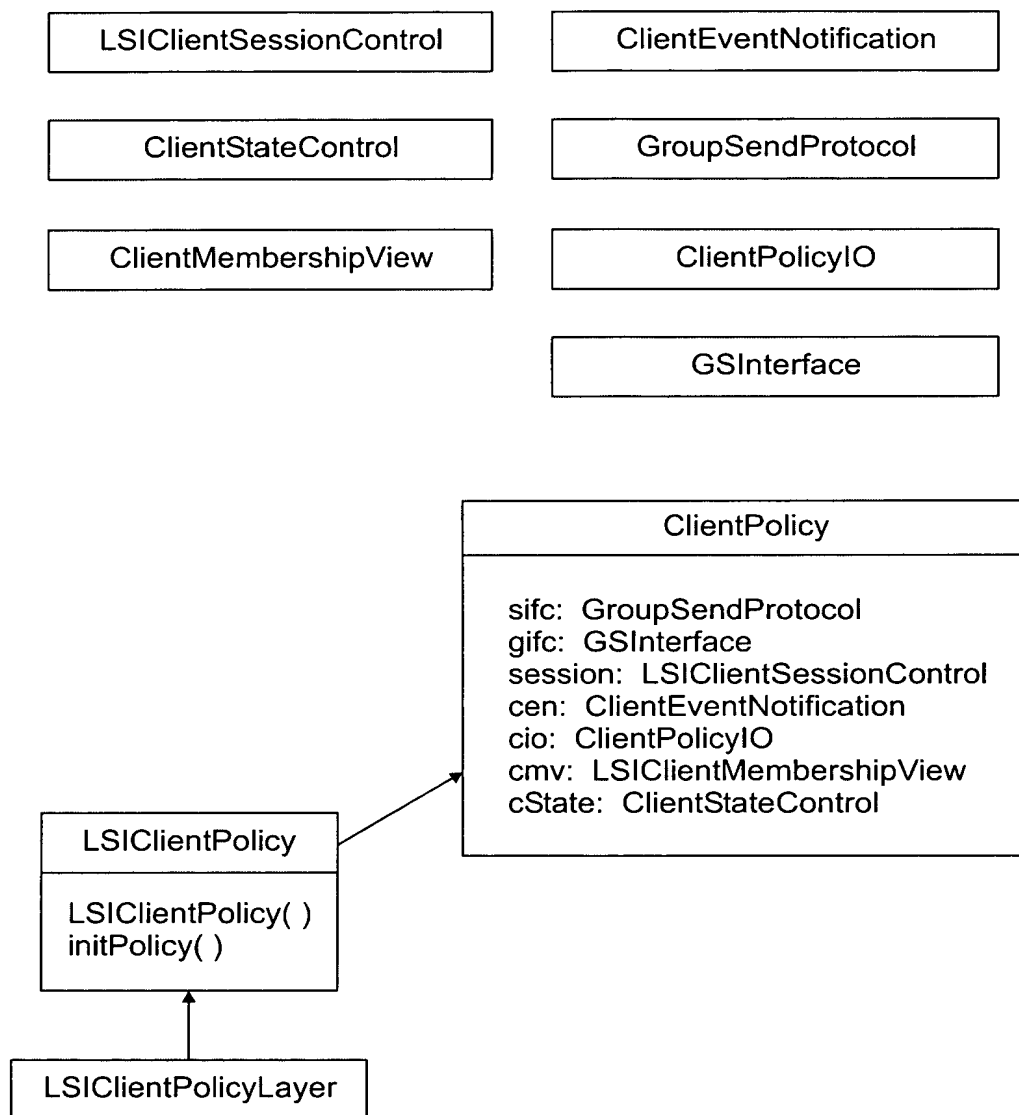 LSIClientSessionControl
ClientEventNotification
ClientStateControl
GroupSendProtocol
ClientMembershipView
ClientPolicyIO
GSInterface
ClientPolicy
sifc: GroupSendProtocol
gifc: GSInterface
session: LSIClientSessionControl
cen: ClientEventNotification
cio: ClientPolicyIO
cmv: LSIClientMembershipView
cState: ClientStateControl
LSIClientPolicy
LSIClientPolicy( )
initPolicy( )
LSIClientPolicyLayer